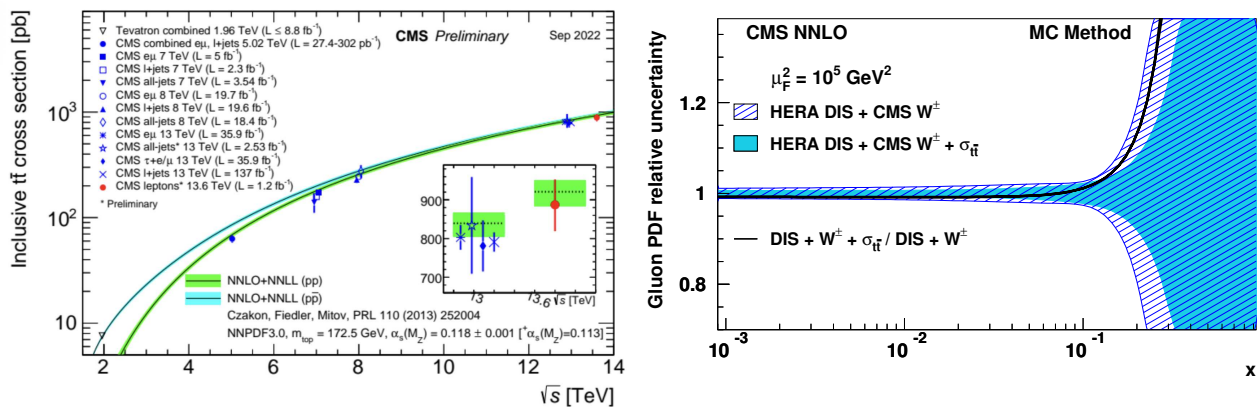 Inclusive tt̄ cross section [pb]
10³
10²
10
Tevatron combined 1.96 TeV (L ≤ 8.8 fb⁻¹)
CMS combined eμ, l+jets 5.02 TeV (L = 27.4-302 pb⁻¹)
CMS eμ 7 TeV (L = 5 fb⁻¹)
CMS l+jets 7 TeV (L = 2.3 fb⁻¹)
CMS all-jets 7 TeV (L = 3.54 fb⁻¹)
CMS eμ 8 TeV (L = 19.7 fb⁻¹)
CMS l+jets 8 TeV (L = 19.6 fb⁻¹)
CMS all-jets 8 TeV (L = 18.4 fb⁻¹)
CMS eμ 13 TeV (L = 35.9 fb⁻¹)
CMS all-jets* 13 TeV (L = 2.53 fb⁻¹)
CMS τ+e/μ 13 TeV (L = 35.9 fb⁻¹)
CMS l+jets 13 TeV (L = 137 fb⁻¹)
CMS leptons* 13.6 TeV (L = 1.2 fb⁻¹)
* Preliminary
CMS Preliminary
Sep 2022
900
800
700
13 13.6 √s [TeV]
NNLO+NNLL (pp)
NNLO+NNLL (pp̄)
Czakon, Fiedler, Mitov, PRL 110 (2013) 252004
NNPDF3.0, m_top = 172.5 GeV, α_s(M_Z) = 0.118 ± 0.001 [*α_s(M_Z)=0.113]
2 3 4 5 6 7 8 9 10 11 12 13 14
√s [TeV]
Gluon PDF relative uncertainty
CMS NNLO MC Method
μ_F² = 10⁵ GeV²
HERA DIS + CMS W±
HERA DIS + CMS W± + σ_tt̄
DIS + W± + σ_tt̄ / DIS + W±
1.2
1
0.8
10⁻³ 10⁻² 10⁻¹
x